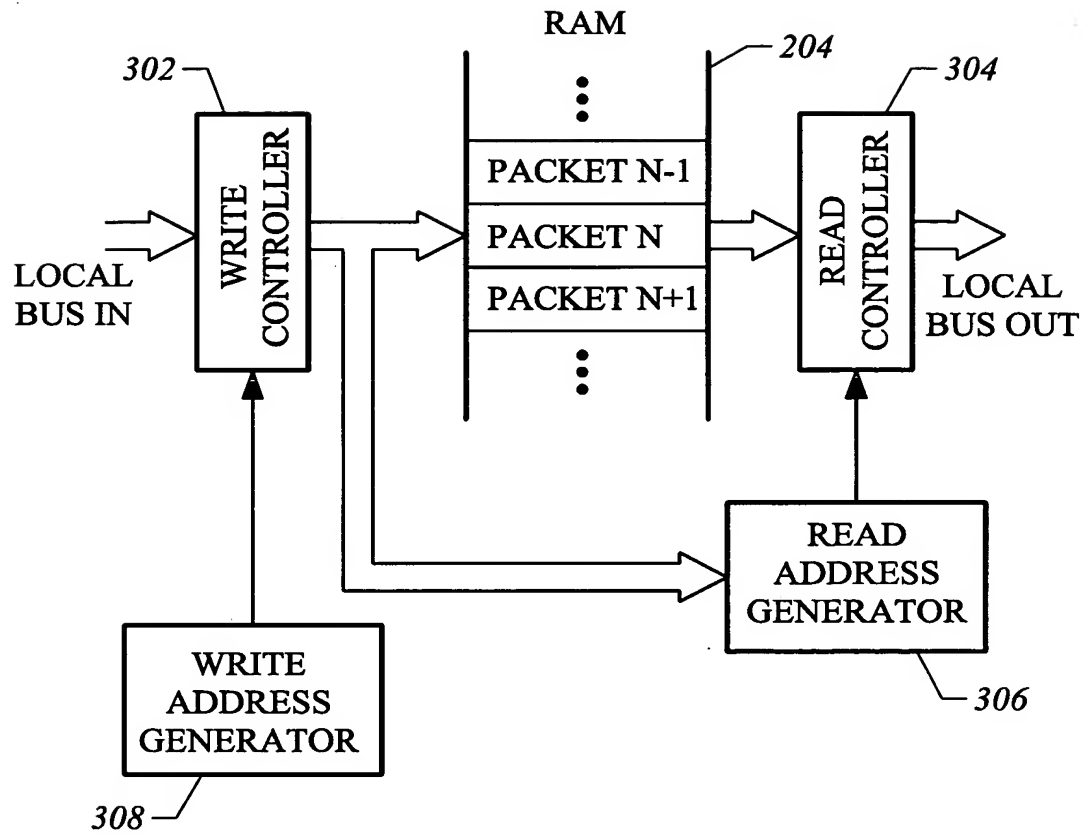 RAM
204
302
304
WRITE
CONTROLLER
PACKET N-1
PACKET N
PACKET N+1
READ
CONTROLLER
LOCAL
BUS IN
LOCAL
BUS OUT
READ
ADDRESS
GENERATOR
306
WRITE
ADDRESS
GENERATOR
308